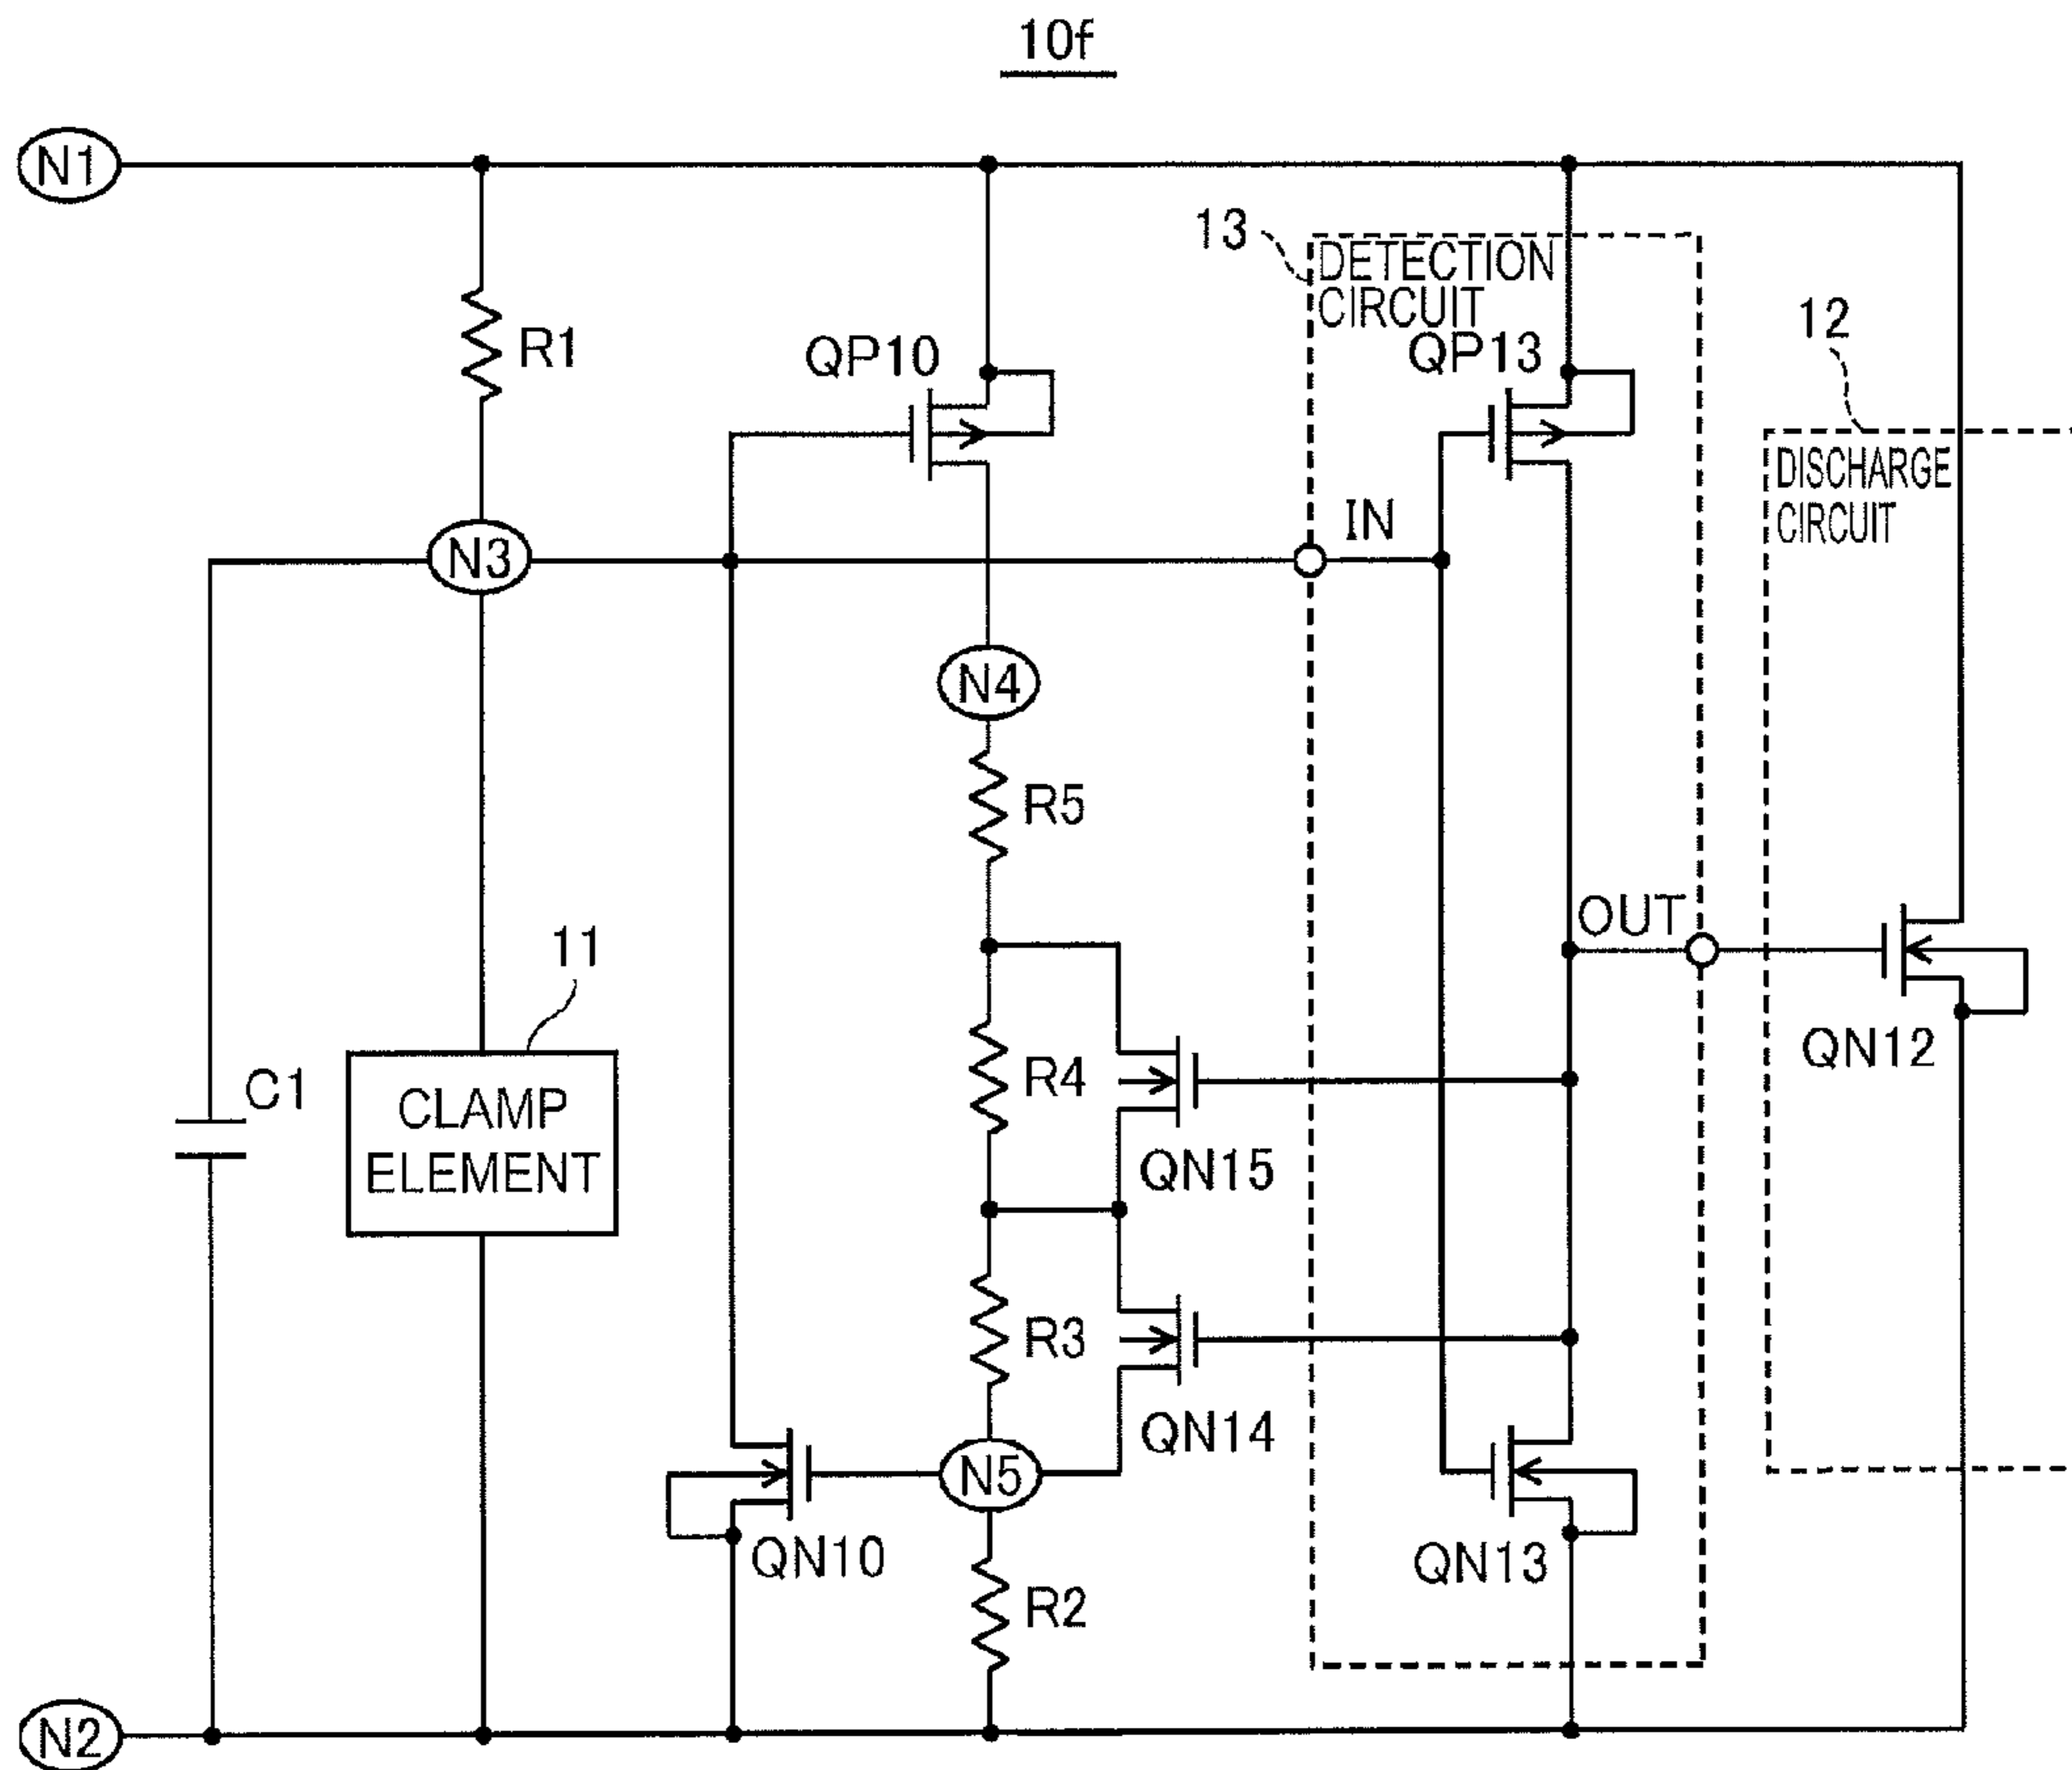 10f
N1
13
DETECTION
CIRCUIT
12
R1
QP10
QP13
DISCHARGE
CIRCUIT
IN
N3
N4
R5
OUT
11
C1
CLAMP
ELEMENT
R4
QN12
QN15
R3
QN14
N5
QN10
QN13
R2
N2